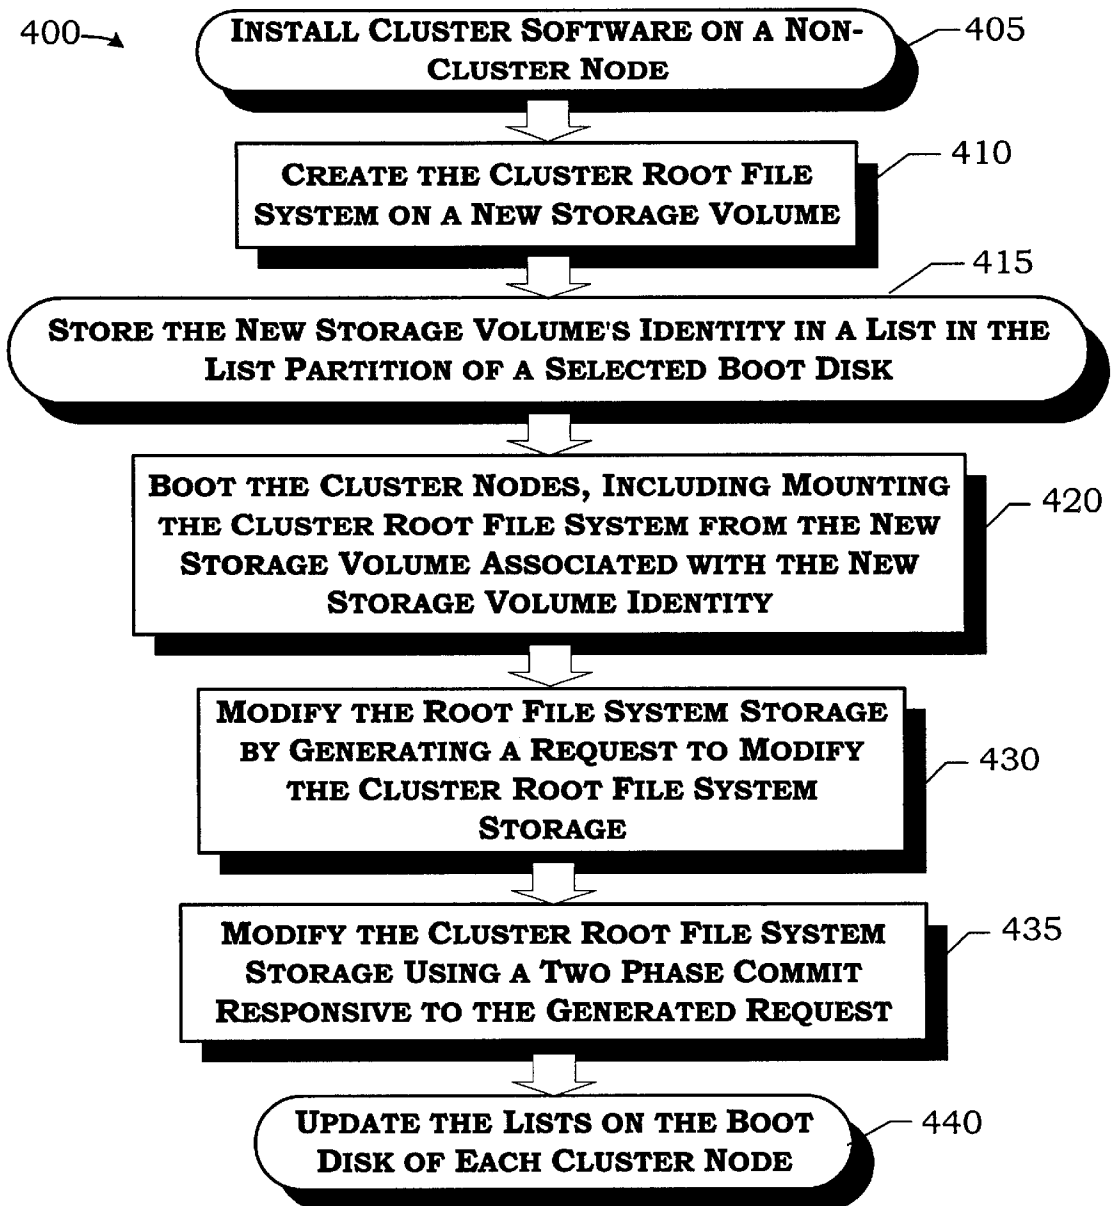 400
INSTALL CLUSTER SOFTWARE ON A NON-
CLUSTER NODE
405
CREATE THE CLUSTER ROOT FILE
SYSTEM ON A NEW STORAGE VOLUME
410
415
STORE THE NEW STORAGE VOLUME'S IDENTITY IN A LIST IN THE
LIST PARTITION OF A SELECTED BOOT DISK
BOOT THE CLUSTER NODES, INCLUDING MOUNTING
THE CLUSTER ROOT FILE SYSTEM FROM THE NEW
STORAGE VOLUME ASSOCIATED WITH THE NEW
STORAGE VOLUME IDENTITY
420
MODIFY THE ROOT FILE SYSTEM STORAGE
BY GENERATING A REQUEST TO MODIFY
THE CLUSTER ROOT FILE SYSTEM
STORAGE
430
MODIFY THE CLUSTER ROOT FILE SYSTEM
STORAGE USING A TWO PHASE COMMIT
RESPONSIVE TO THE GENERATED REQUEST
435
UPDATE THE LISTS ON THE BOOT
DISK OF EACH CLUSTER NODE
440